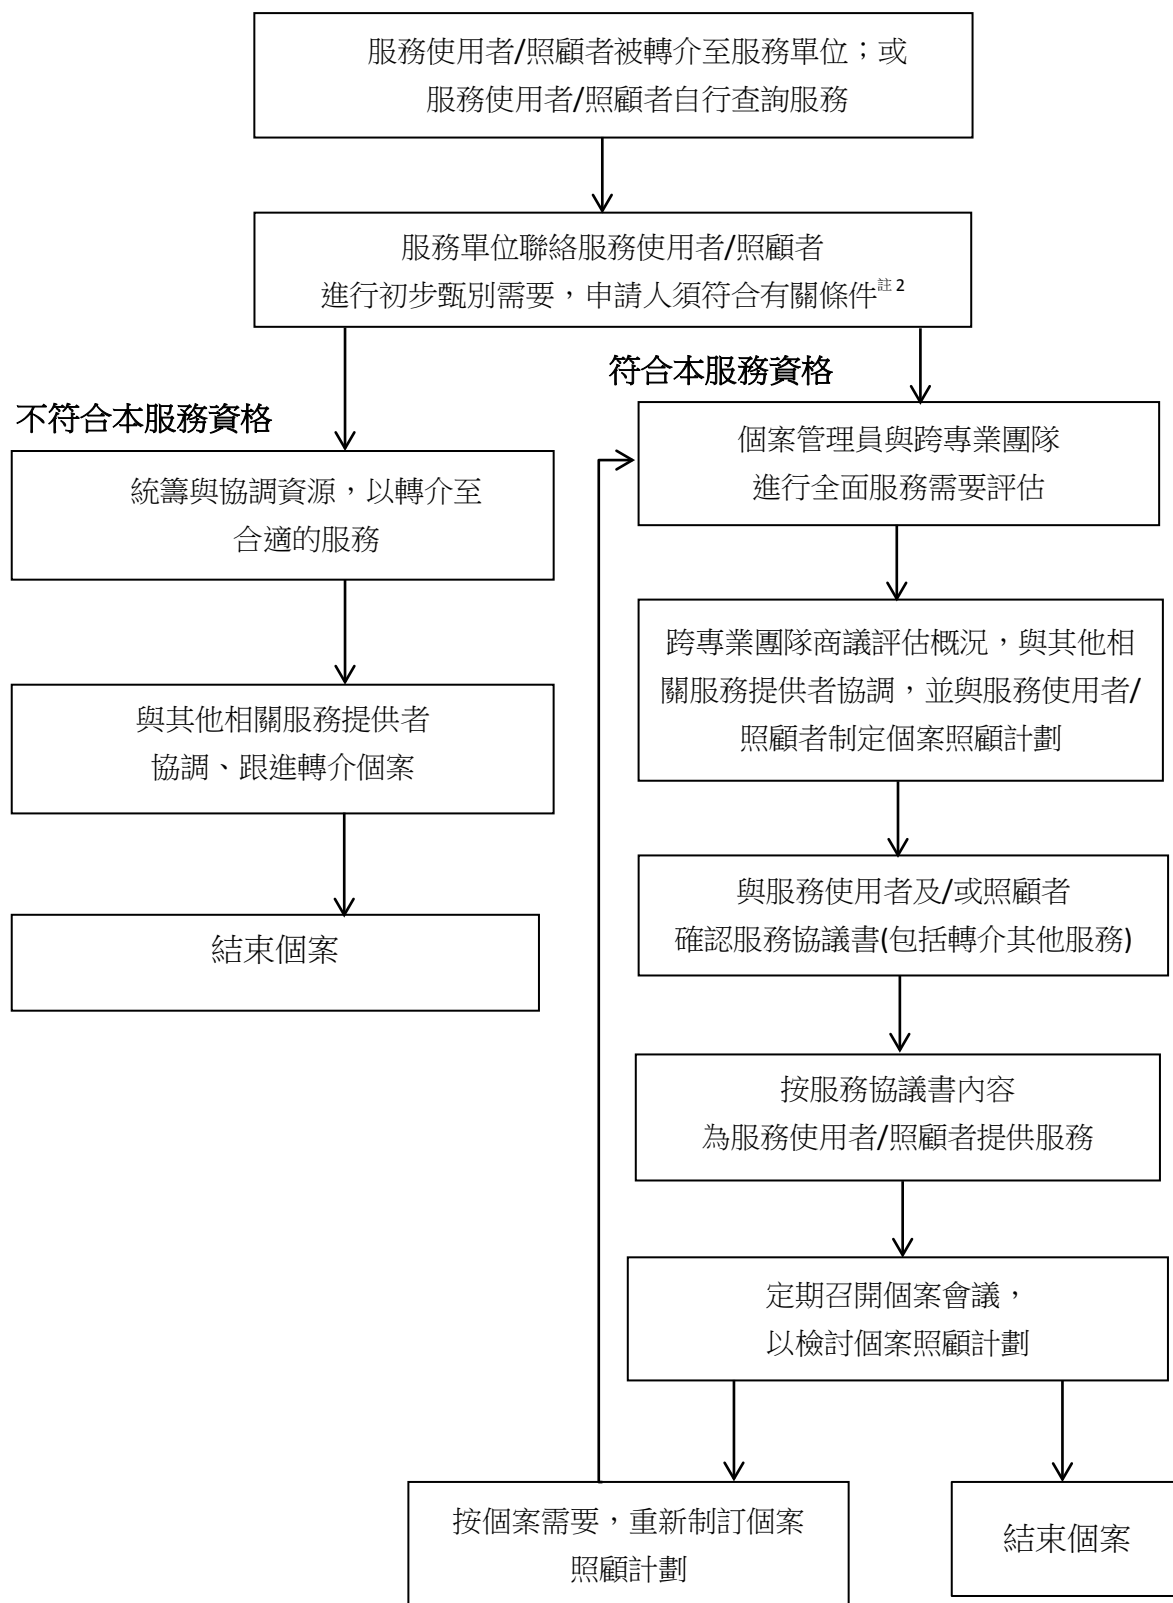 服務使用者/照顧者被轉介至服務單位；或
服務使用者/照顧者自行查詢服務
服務單位聯絡服務使用者/照顧者
進行初步甄別需要，申請人須符合有關條件註 2
不符合本服務資格
統籌與協調資源，以轉介至
合適的服務
與其他相關服務提供者
協調、跟進轉介個案
結束個案
符合本服務資格
個案管理員與跨專業團隊
進行全面服務需要評估
跨專業團隊商議評估概況，與其他相
關服務提供者協調，並與服務使用者/
照顧者制定個案照顧計劃
與服務使用者及/或照顧者
確認服務協議書(包括轉介其他服務)
按服務協議書內容
為服務使用者/照顧者提供服務
定期召開個案會議，
以檢討個案照顧計劃
按個案需要，重新制訂個案
照顧計劃
結束個案